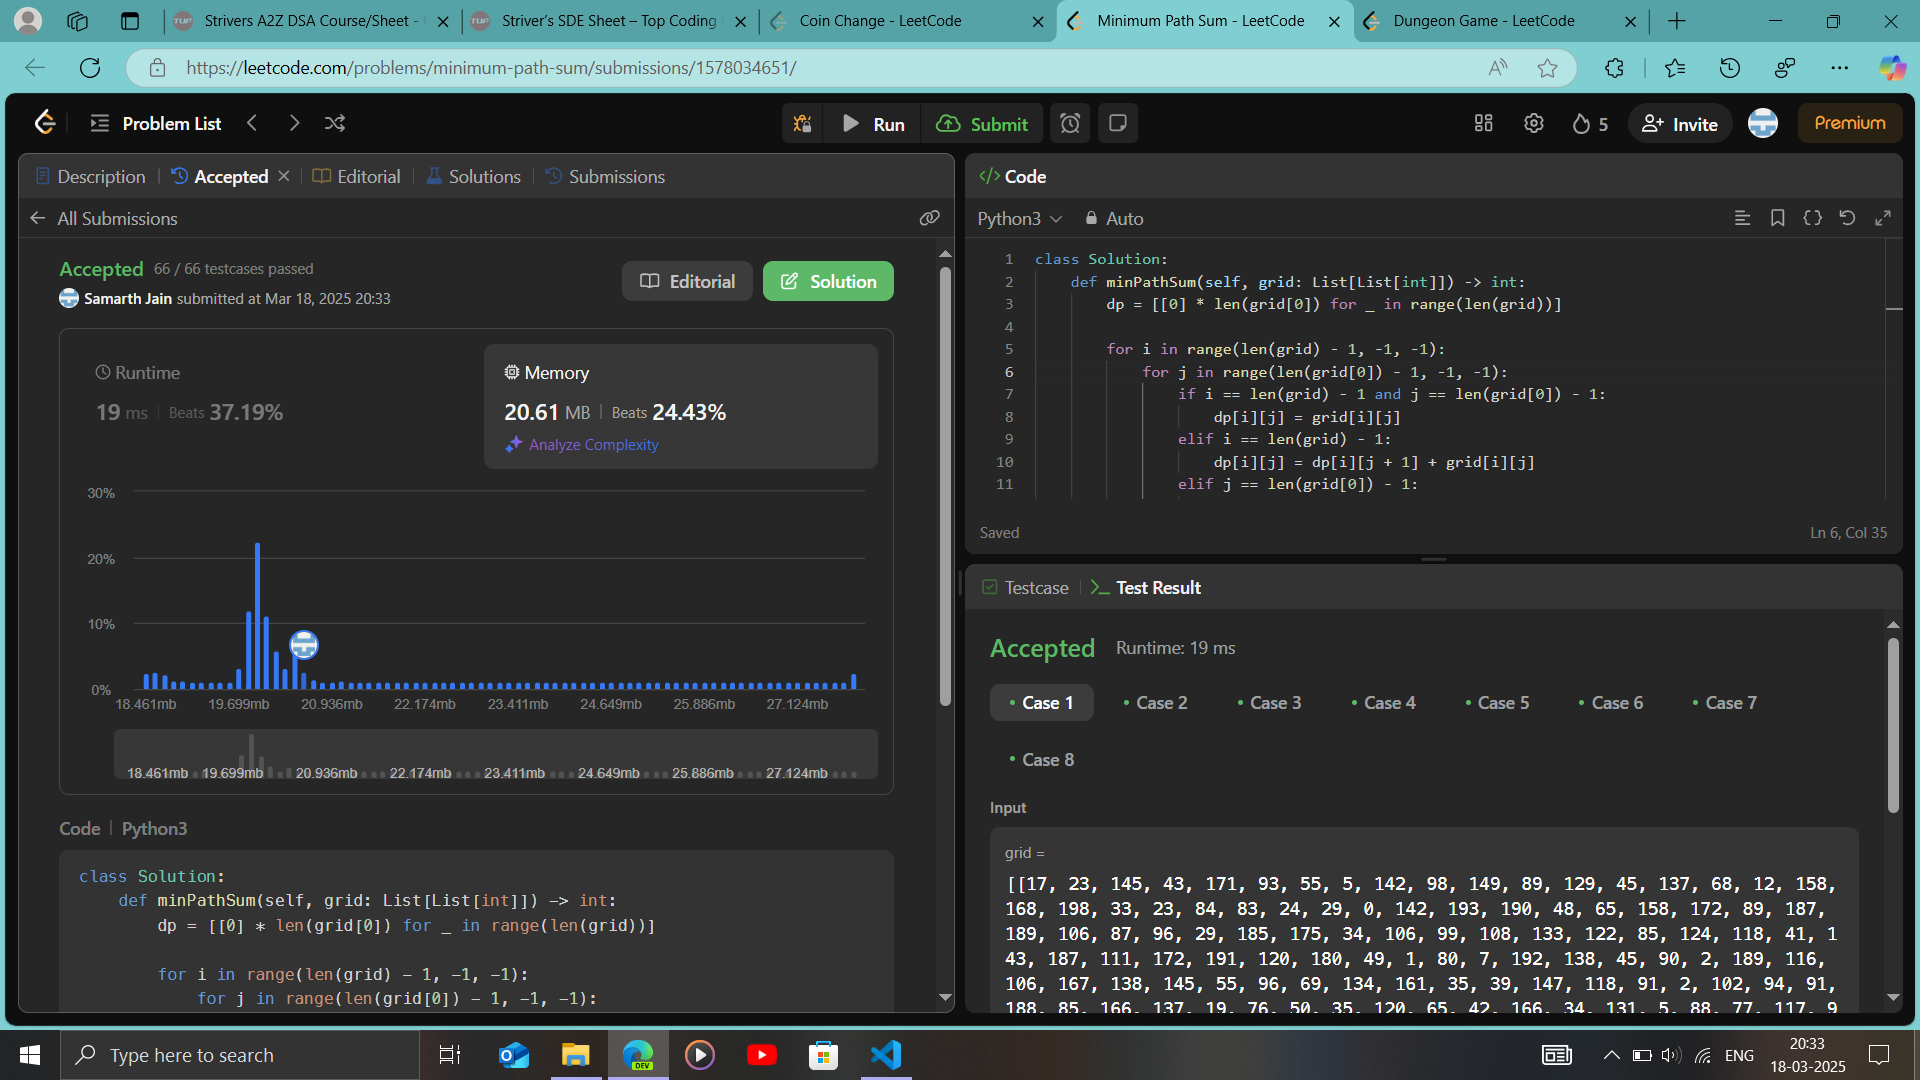 Strivers A2Z DSA Course/Sheet -
Striver's SDE Sheet – Top Coding
Coin Change - LeetCode
Minimum Path Sum - LeetCode
Dungeon Game - LeetCode
https://leetcode.com/problems/minimum-path-sum/submissions/1578034651/
Problem List
Run
Submit
5
Invite
Premium
Description
Accepted
Editorial
Solutions
Submissions
All Submissions
Accepted 66 / 66 testcases passed
Samarth Jain submitted at Mar 18, 2025 20:33
Editorial
Solution
Runtime
19 ms | Beats 37.19%
Memory
20.61 MB | Beats 24.43%
Analyze Complexity
30%
20%
10%
0%
18.461mb 19.699mb 20.936mb 22.174mb 23.411mb 24.649mb 25.886mb 27.124mb
18.461mb 19.699mb 20.936mb 22.174mb 23.411mb 24.649mb 25.886mb 27.124mb
Code | Python3
class Solution:
    def minPathSum(self, grid: List[List[int]]) -> int:
        dp = [[0] * len(grid[0]) for _ in range(len(grid))]
        for i in range(len(grid) - 1, -1, -1):
            for j in range(len(grid[0]) - 1, -1, -1):
</> Code
Python3
Auto
1 class Solution:
2     def minPathSum(self, grid: List[List[int]]) -> int:
3         dp = [[0] * len(grid[0]) for _ in range(len(grid))]
4
5         for i in range(len(grid) - 1, -1, -1):
6             for j in range(len(grid[0]) - 1, -1, -1):
7                 if i == len(grid) - 1 and j == len(grid[0]) - 1:
8                     dp[i][j] = grid[i][j]
9                 elif i == len(grid) - 1:
10                     dp[i][j] = dp[i][j + 1] + grid[i][j]
11                 elif j == len(grid[0]) - 1:
Saved
Ln 6, Col 35
Testcase
Test Result
Accepted Runtime: 19 ms
Case 1
Case 2
Case 3
Case 4
Case 5
Case 6
Case 7
Case 8
Input
grid =
[[17, 23, 145, 43, 171, 93, 55, 5, 142, 98, 149, 89, 129, 45, 137, 68, 12, 158,
168, 198, 33, 23, 84, 83, 24, 29, 0, 142, 193, 190, 48, 65, 158, 172, 89, 187,
189, 106, 87, 96, 29, 185, 175, 34, 106, 99, 108, 133, 122, 85, 124, 118, 41, 1
43, 187, 111, 172, 191, 120, 180, 49, 1, 80, 7, 192, 138, 45, 90, 2, 189, 116,
106, 167, 138, 145, 55, 96, 69, 134, 161, 35, 39, 147, 118, 91, 2, 102, 94, 91,
188, 85, 166, 137, 19, 76, 50, 35, 120, 65, 42, 166, 34, 131, 5, 88, 77, 117, 9
Type here to search
DEV
ENG
20:33
18-03-2025